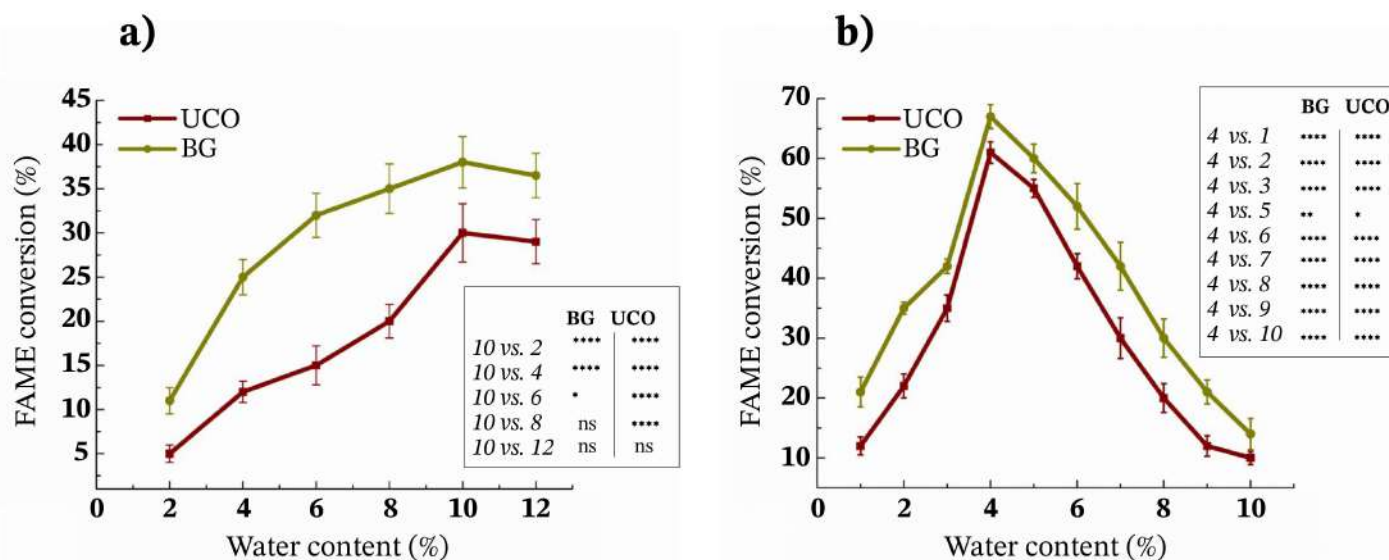 a)
FAME conversion (%)
45
40
35
30
25
20
15
10
5
0 2 4 6 8 10 12
Water content (%)
UCO
BG
BG UCO
10 vs. 2 **** ****
10 vs. 4 **** ****
10 vs. 6 * ****
10 vs. 8 ns ****
10 vs. 12 ns ns
b)
FAME conversion (%)
70
60
50
40
30
20
10
0 2 4 6 8 10
Water content (%)
UCO
BG
BG UCO
4 vs. 1 **** ****
4 vs. 2 **** ****
4 vs. 3 **** ****
4 vs. 5 ** *
4 vs. 6 **** ****
4 vs. 7 **** ****
4 vs. 8 **** ****
4 vs. 9 **** ****
4 vs. 10 **** ****